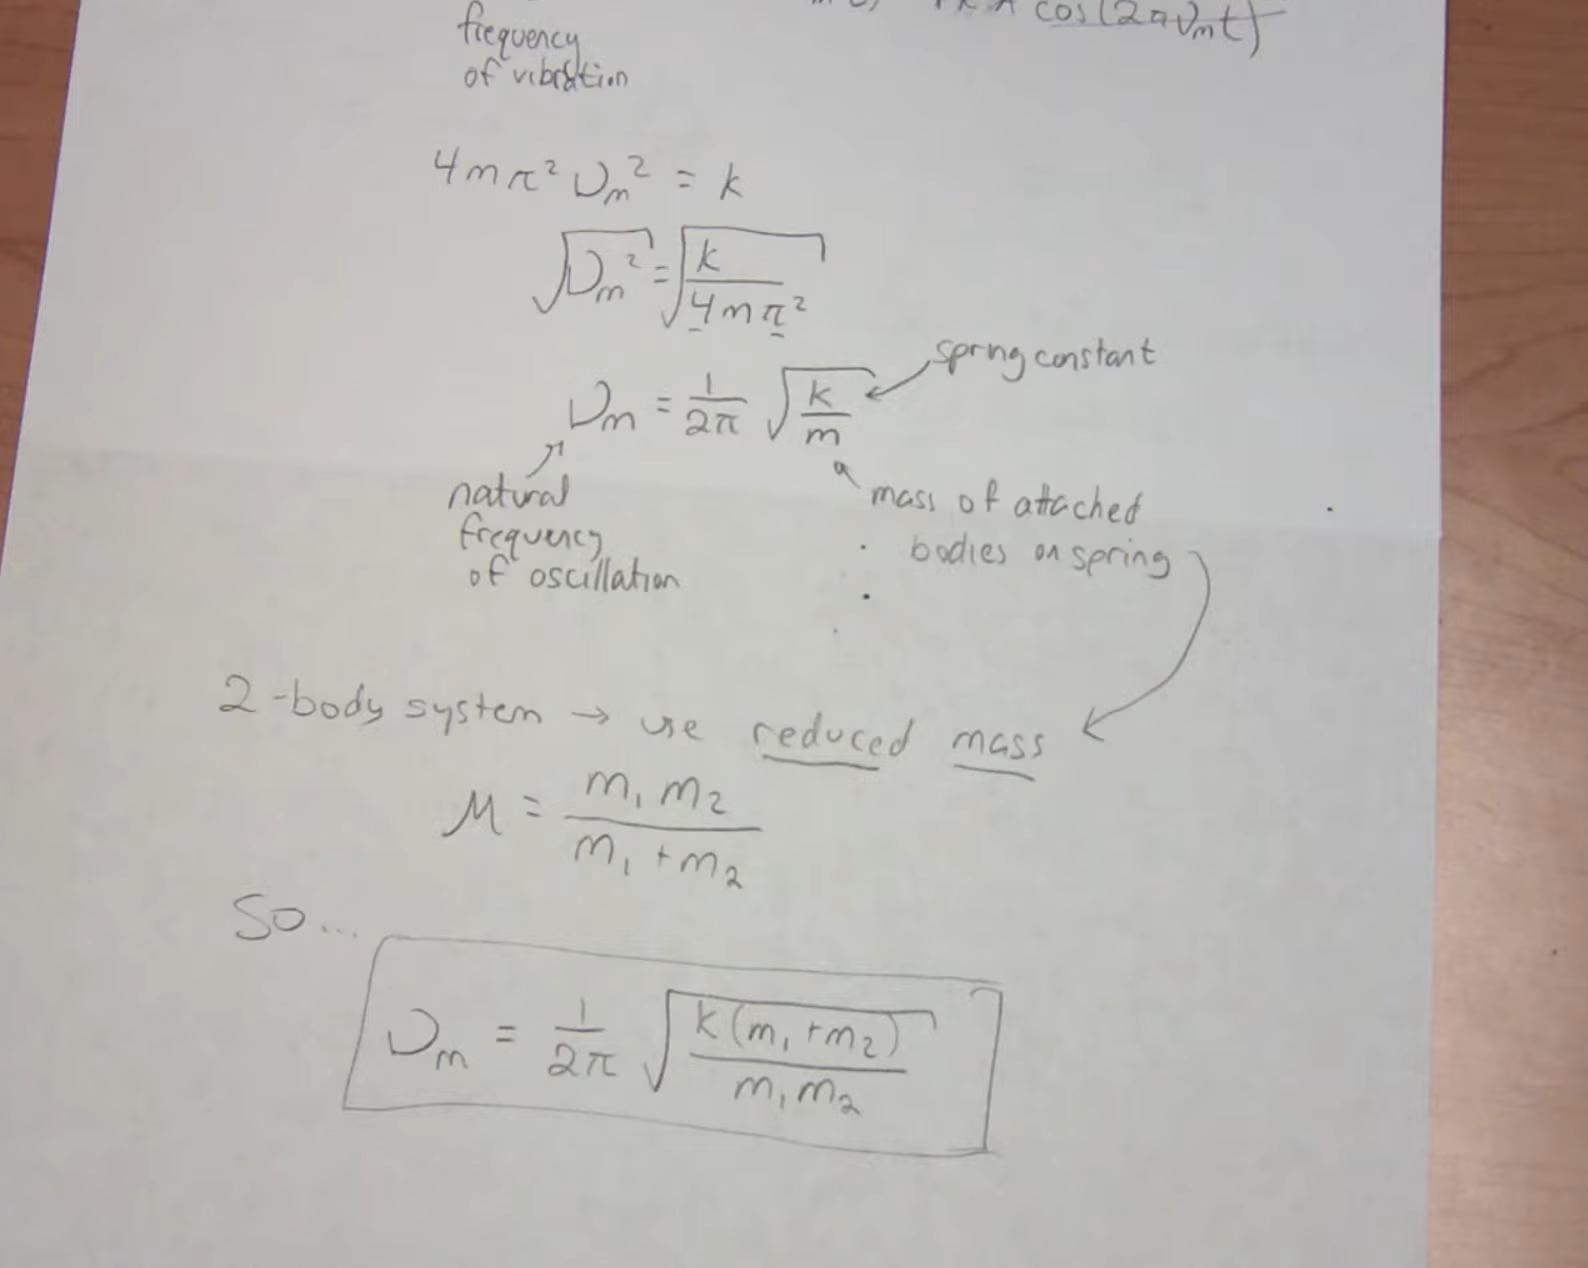 cos(2πνₘt)
frequency
of vibration
4mπ²νₘ² = k
√νₘ² = √k/4mπ²
spring constant
νₘ = 1/2π √k/m
natural
frequency
of oscillation
mass of attached
bodies on spring
2-body system → use reduced mass
μ = m₁m₂/m₁+m₂
So...
νₘ = 1/2π √k(m₁+m₂)/m₁m₂